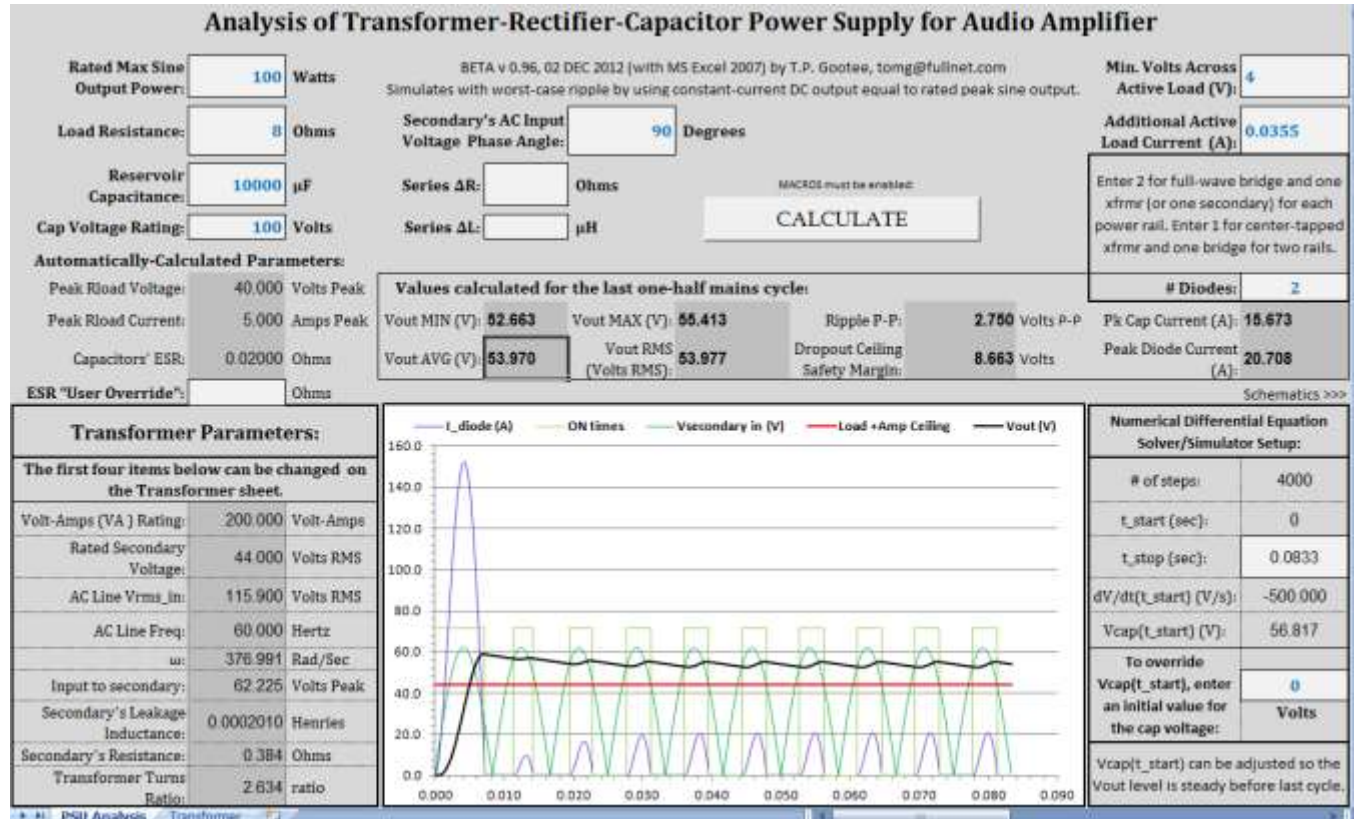 Analysis of Transformer-Rectifier-Capacitor Power Supply for Audio Amplifier
Rated Max Sine
Output Power: 100 Watts
BETA v 0.96, 02 DEC 2012 (with MS Excel 2007) by T.P. Gootee, tomg@fullnet.com
Simulates with worst-case ripple by using constant-current DC output equal to rated peak sine output.
Min. Volts Across
Active Load (V): 4
Load Resistance: 8 Ohms
Secondary's AC Input
Voltage Phase Angle: 90 Degrees
Additional Active
Load Current (A): 0.0355
Reservoir
Capacitance: 10000 µF
Series ΔR: Ohms
MACROS must be enabled:
CALCULATE
Enter 2 for full-wave bridge and one
xfrmr (or one secondary) for each
power rail. Enter 1 for center-tapped
xfrmr and one bridge for two rails.
Cap Voltage Rating: 100 Volts
Series ΔL: µH
Automatically-Calculated Parameters:
Peak Rload Voltage: 40.000 Volts Peak
Values calculated for the last one-half mains cycle:
# Diodes: 2
Peak Rload Current: 5.000 Amps Peak
Vout MIN (V): 52.663
Vout MAX (V): 55.413
Ripple P-P: 2.750 Volts P-P
Pk Cap Current (A): 15.673
Capacitors' ESR: 0.02000 Ohms
Vout AVG (V): 53.970
Vout RMS
(Volts RMS): 53.977
Dropout Ceiling
Safety Margin: 8.663 Volts
Peak Diode Current
(A): 20.708
ESR "User Override": Ohms
Schematics >>>
Transformer Parameters:
The first four items below can be changed on
the Transformer sheet.
Volt-Amps (VA ) Rating: 200.000 Volt-Amps
Rated Secondary
Voltage: 44.000 Volts RMS
AC Line Vrms_in: 115.900 Volts RMS
AC Line Freq: 60.000 Hertz
ω: 376.991 Rad/Sec
Input to secondary: 62.225 Volts Peak
Secondary's Leakage
Inductance: 0.0002010 Henries
Secondary's Resistance: 0.384 Ohms
Transformer Turns
Ratio: 2.634 ratio
I_diode (A) ON times Vsecondary in (V) Load +Amp Ceiling Vout (V)
160.0
140.0
120.0
100.0
80.0
60.0
40.0
20.0
0.0
0.000 0.010 0.020 0.030 0.040 0.050 0.060 0.070 0.080 0.090
Numerical Differential Equation
Solver/Simulator Setup:
# of steps: 4000
t_start (sec): 0
t_stop (sec): 0.0833
dV/dt(t_start) (V/s): -500.000
Vcap(t_start) (V): 56.817
To override
Vcap(t_start), enter
an initial value for
the cap voltage:
0
Volts
Vcap(t_start) can be adjusted so the
Vout level is steady before last cycle.
PSU Analysis Transformer